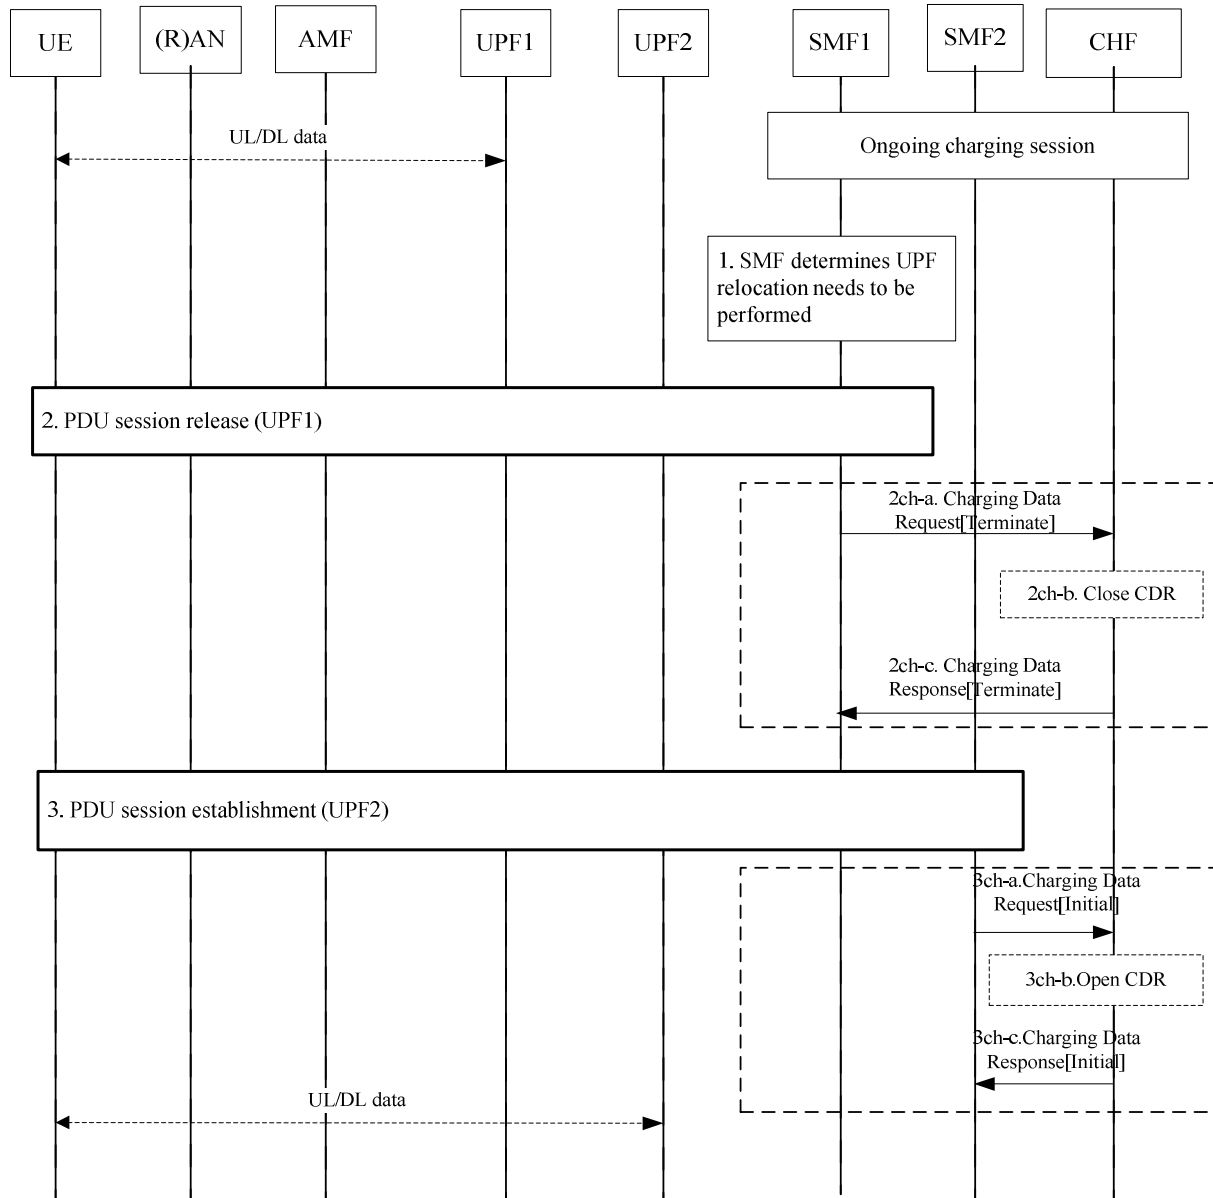 UE
(R)AN
AMF
UPF1
UPF2
SMF1
SMF2
CHF
UL/DL data
Ongoing charging session
1. SMF determines UPF
relocation needs to be
performed
2. PDU session release (UPF1)
2ch-a. Charging Data
Request[Terminate]
2ch-b. Close CDR
2ch-c. Charging Data
Response[Terminate]
3. PDU session establishment (UPF2)
3ch-a.Charging Data
Request[Initial]
3ch-b.Open CDR
3ch-c.Charging Data
Response[Initial]
UL/DL data